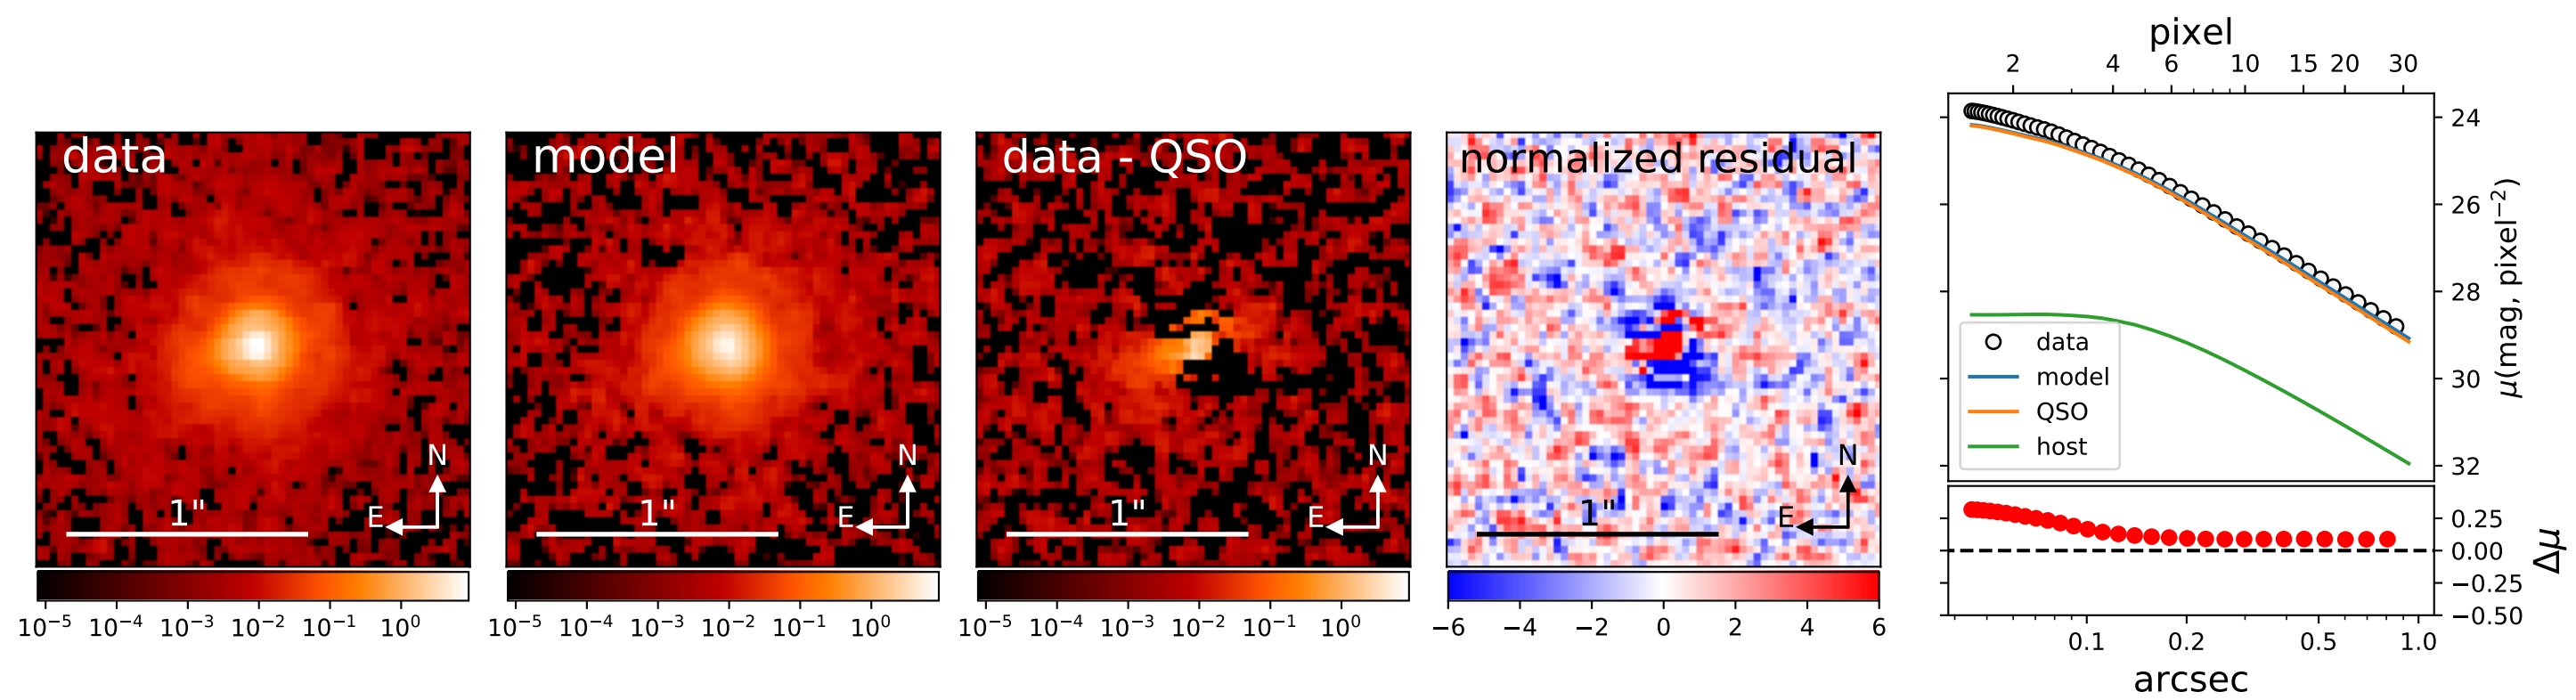 data
N
E
1"
10⁻⁵ 10⁻⁴ 10⁻³ 10⁻² 10⁻¹ 10⁰
model
N
E
1"
10⁻⁵ 10⁻⁴ 10⁻³ 10⁻² 10⁻¹ 10⁰
data - QSO
N
E
1"
10⁻⁵ 10⁻⁴ 10⁻³ 10⁻² 10⁻¹ 10⁰
normalized residual
N
E
1"
−6 −4 −2 0 2 4 6
pixel
2 4 6 10 15 20 30
24
26
28
30
32
μ(mag, pixel⁻²)
data
model
QSO
host
0.25
0.00
−0.25
−0.50
Δμ
0.1 0.2 0.5 1.0
arcsec